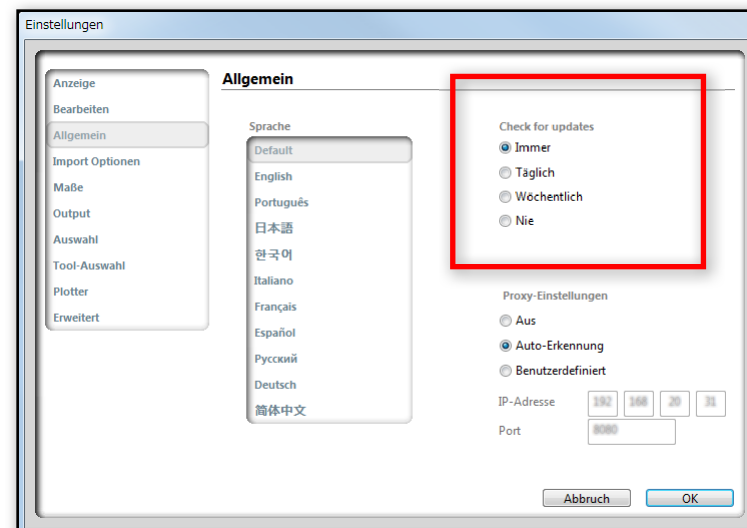 Einstellungen
Anzeige
Bearbeiten
Allgemein
Import Optionen
Maße
Output
Auswahl
Tool-Auswahl
Plotter
Erweitert
Allgemein
Sprache
Default
English
Português
日本語
한국어
Italiano
Français
Español
Русский
Deutsch
简体中文
Check for updates
Immer
Täglich
Wöchentlich
Nie
Proxy-Einstellungen
Aus
Auto-Erkennung
Benutzerdefiniert
IP-Adresse 192 168 20 31
Port 8080
Abbruch OK